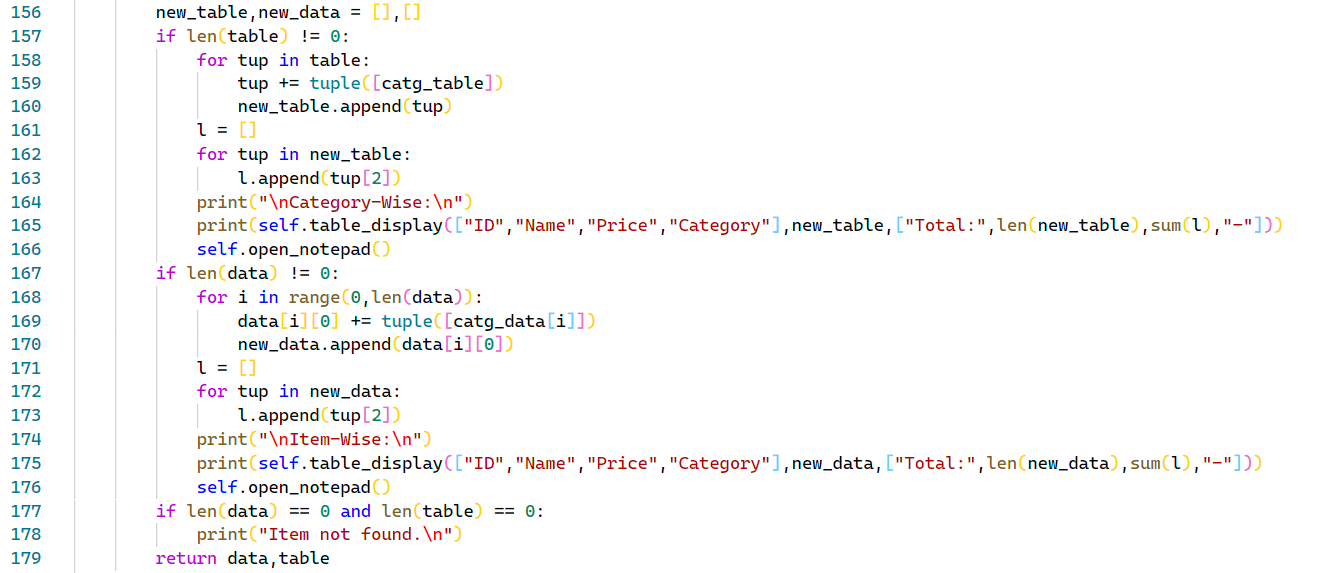 156 new_table,new_data = [],[]
157 if len(table) != 0:
158 for tup in table:
159 tup += tuple([catg_table])
160 new_table.append(tup)
161 l = []
162 for tup in new_table:
163 l.append(tup[2])
164 print("\nCategory-Wise:\n")
165 print(self.table_display(["ID","Name","Price","Category"],new_table,["Total:",len(new_table),sum(l),"-"]))
166 self.open_notepad()
167 if len(data) != 0:
168 for i in range(0,len(data)):
169 data[i][0] += tuple([catg_data[i]])
170 new_data.append(data[i][0])
171 l = []
172 for tup in new_data:
173 l.append(tup[2])
174 print("\nItem-Wise:\n")
175 print(self.table_display(["ID","Name","Price","Category"],new_data,["Total:",len(new_data),sum(l),"-"]))
176 self.open_notepad()
177 if len(data) == 0 and len(table) == 0:
178 print("Item not found.\n")
179 return data,table